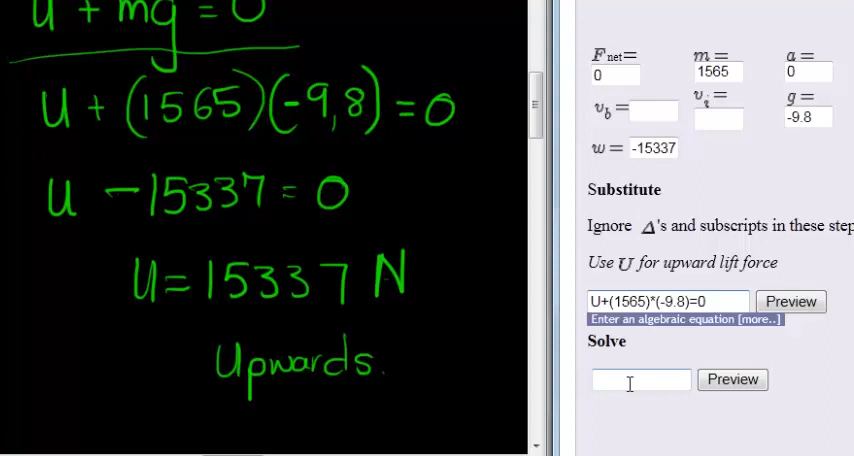 U + mg = 0
U + (1565)(-9,8) = 0
U - 15337 = 0
U = 15337 N
Upwards.
Fnet= m= a=
0 1565 0
vb= vi= g=
-9.8
w= -15337
Substitute
Ignore Δ's and subscripts in these step
Use U for upward lift force
U+(1565)*(-9.8)=0 Preview
Enter an algebraic equation [more..]
Solve
Preview